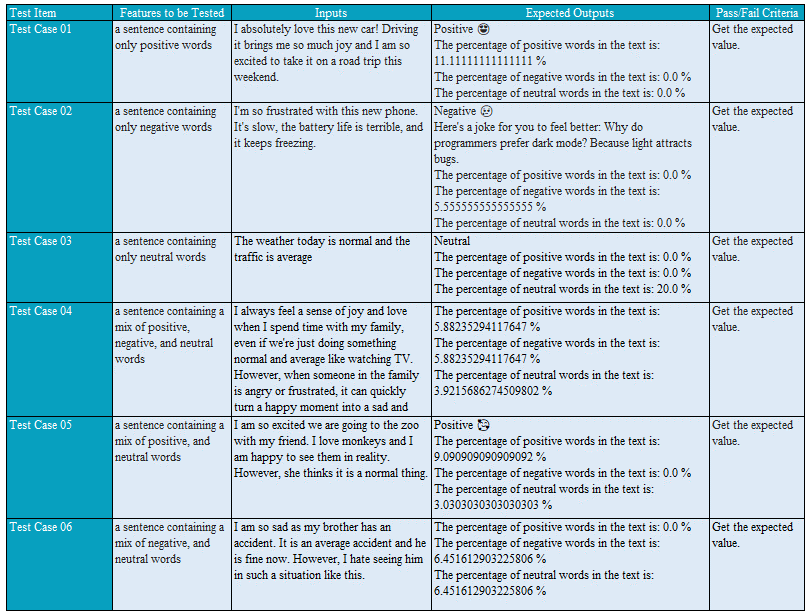 Test Item Features to be Tested Inputs Expected Outputs Pass/Fail Criteria
Test Case 01
a sentence containing
only positive words
I absolutely love this new car! Driving
it brings me so much joy and I am so
excited to take it on a road trip this
weekend.
Positive 😍
The percentage of positive words in the text is:
11.11111111111111 %
The percentage of negative words in the text is: 0.0 %
The percentage of neutral words in the text is: 0.0 %
Get the expected
value.
Test Case 02
a sentence containing
only negative words
I'm so frustrated with this new phone.
It's slow, the battery life is terrible, and
it keeps freezing.
Negative 😥
Here's a joke for you to feel better: Why do
programmers prefer dark mode? Because light attracts
bugs.
The percentage of positive words in the text is: 0.0 %
The percentage of negative words in the text is:
5.555555555555555 %
The percentage of neutral words in the text is: 0.0 %
Get the expected
value.
Test Case 03
a sentence containing
only neutral words
The weather today is normal and the
traffic is average
Neutral
The percentage of positive words in the text is: 0.0 %
The percentage of negative words in the text is: 0.0 %
The percentage of neutral words in the text is: 20.0 %
Get the expected
value.
Test Case 04
a sentence containing a
mix of positive,
negative, and neutral
words
I always feel a sense of joy and love
when I spend time with my family,
even if we're just doing something
normal and average like watching TV.
However, when someone in the family
is angry or frustrated, it can quickly
turn a happy moment into a sad and
The percentage of positive words in the text is:
5.88235294117647 %
The percentage of negative words in the text is:
5.88235294117647 %
The percentage of neutral words in the text is:
3.9215686274509802 %
Get the expected
value.
Test Case 05
a sentence containing a
mix of positive, and
neutral words
I am so excited we are going to the zoo
with my friend. I love monkeys and I
am happy to see them in reality.
However, she thinks it is a normal thing.
Positive 🥰
The percentage of positive words in the text is:
9.090909090909092 %
The percentage of negative words in the text is: 0.0 %
The percentage of neutral words in the text is:
3.0303030303030303 %
Get the expected
value.
Test Case 06
a sentence containing a
mix of negative, and
neutral words
I am so sad as my brother has an
accident. It is an average accident and he
is fine now. However, I hate seeing him
in such a situation like this.
The percentage of positive words in the text is: 0.0 %
The percentage of negative words in the text is:
6.451612903225806 %
The percentage of neutral words in the text is:
6.451612903225806 %
Get the expected
value.